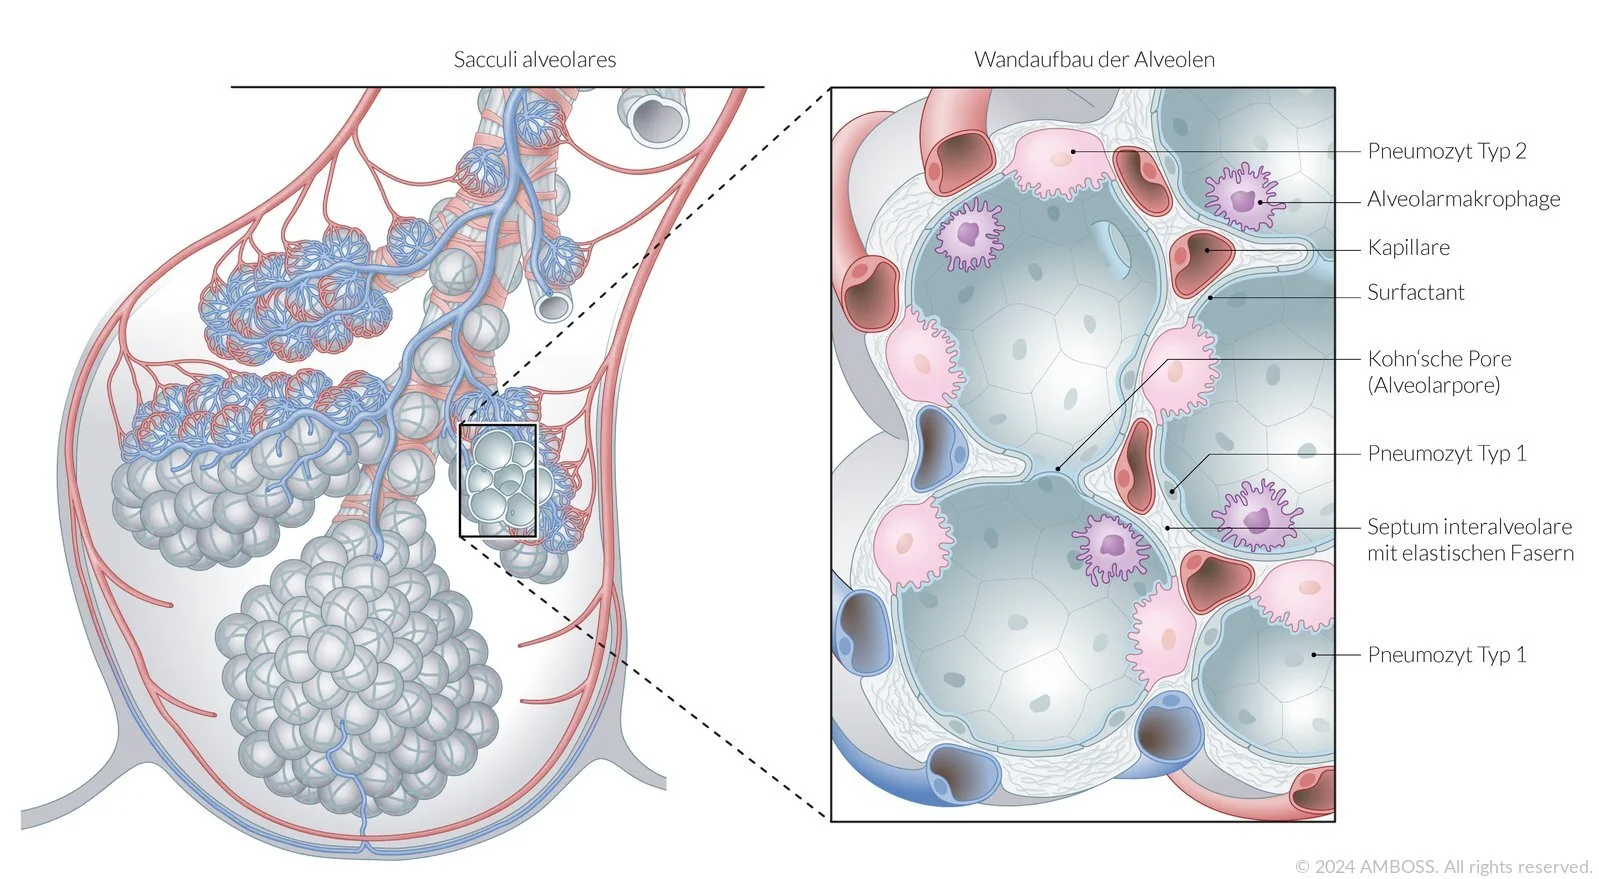 Sacculi alveolares
Wandaufbau der Alveolen
Pneumozyt Typ 2
Alveolarmakrophage
Kapillare
Surfactant
Kohn‘sche Pore
(Alveolarpore)
Pneumozyt Typ 1
Septum interalveolare
mit elastischen Fasern
Pneumozyt Typ 1
© 2024 AMBOSS. All rights reserved.